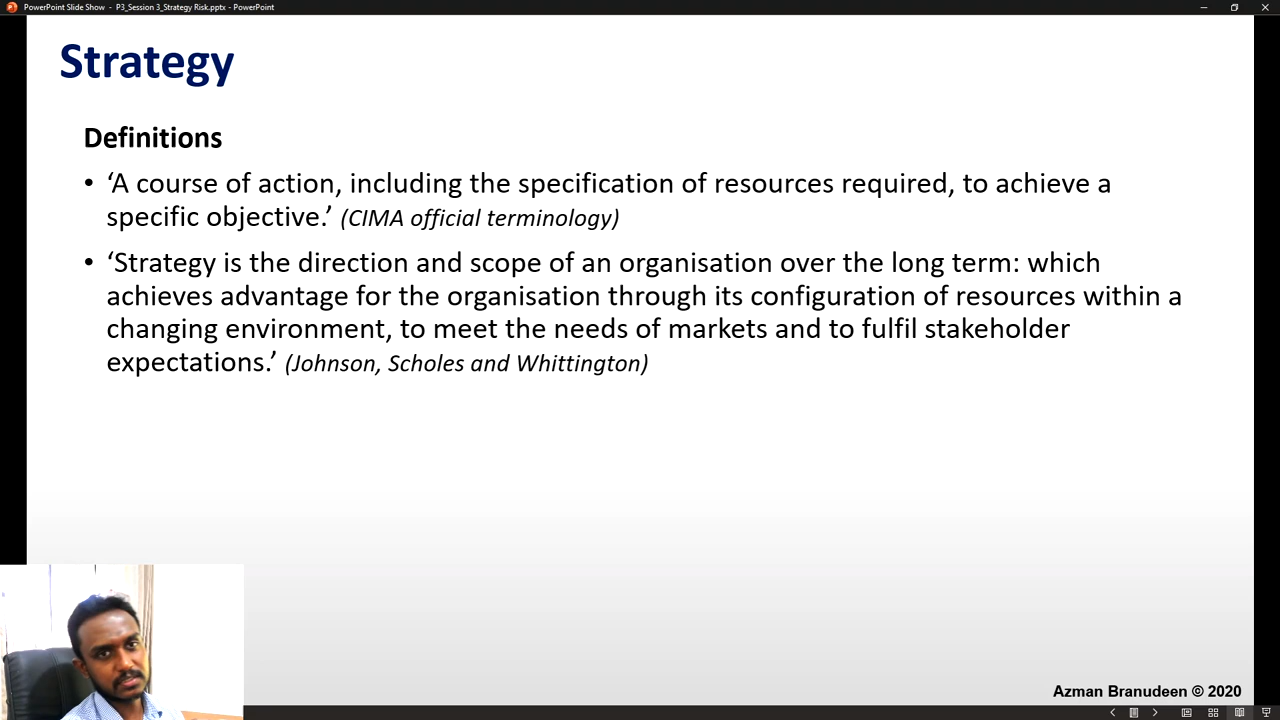 PowerPoint Slide Show - P3_Session 3_Strategy Risk.pptx - PowerPoint
Strategy
Definitions
• ‘A course of action, including the specification of resources required, to achieve a
specific objective.’ (CIMA official terminology)
• ‘Strategy is the direction and scope of an organisation over the long term: which
achieves advantage for the organisation through its configuration of resources within a
changing environment, to meet the needs of markets and to fulfil stakeholder
expectations.’ (Johnson, Scholes and Whittington)
Azman Branudeen © 2020